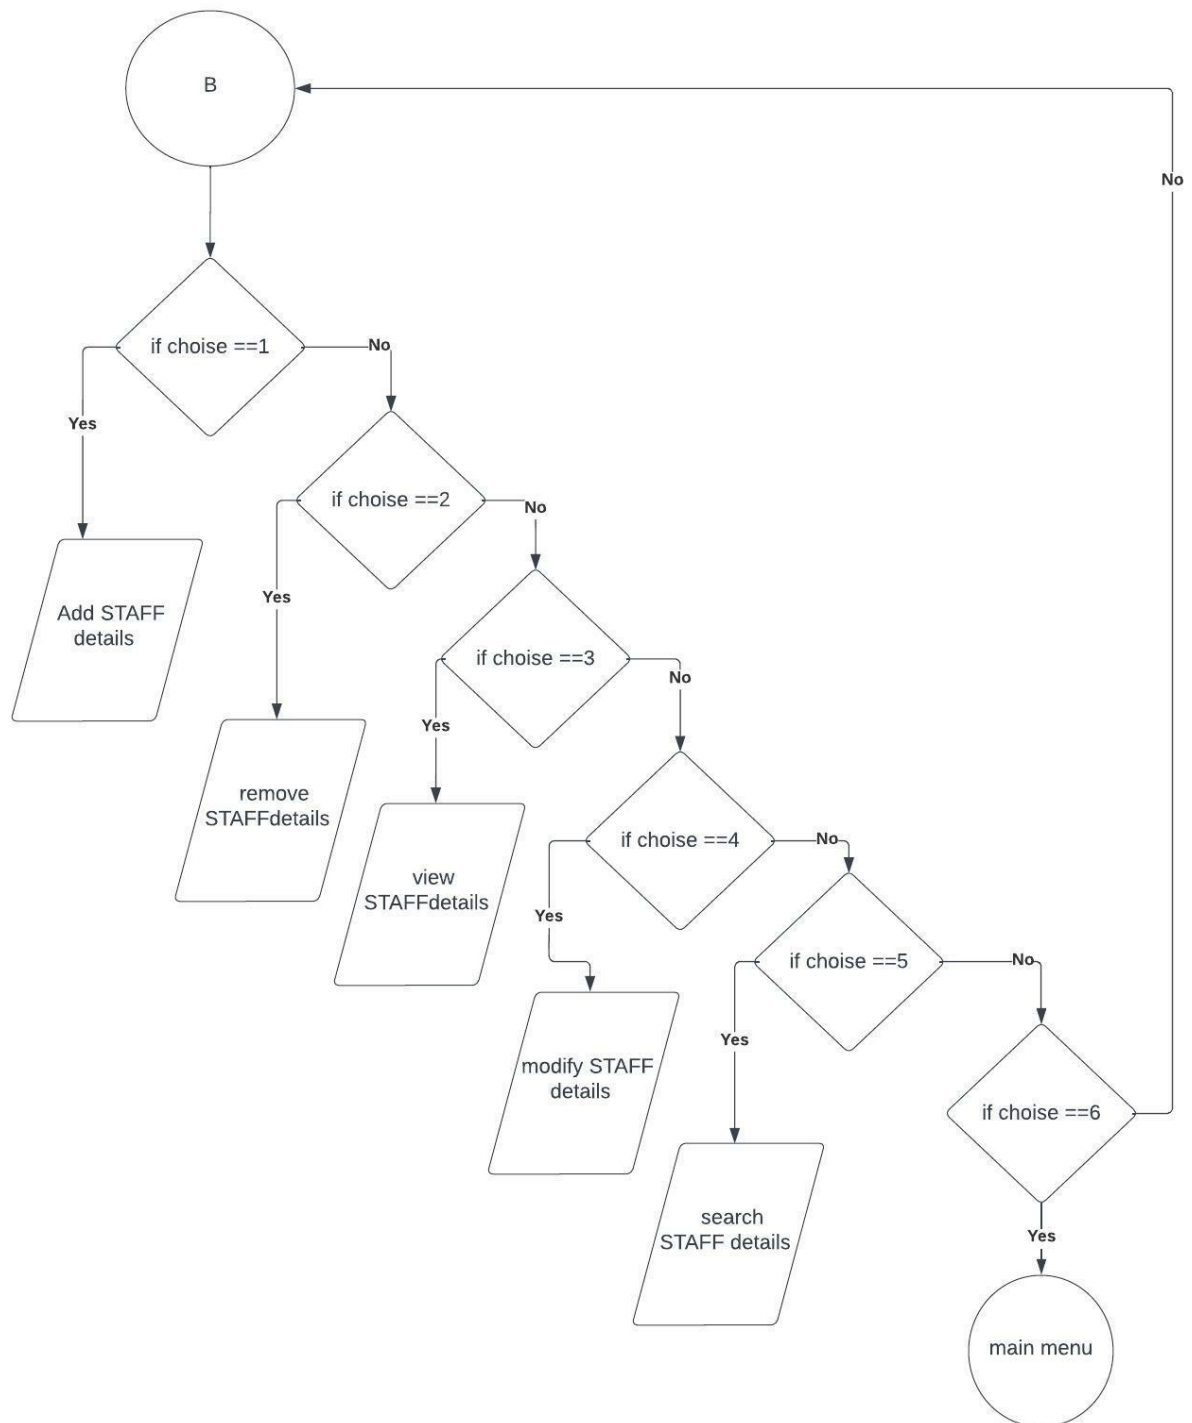 B
No
if choise ==1
No
Yes
if choise ==2
No
Yes
Add STAFF
details
if choise ==3
No
Yes
remove
STAFFdetails
if choise ==4
No
view
STAFFdetails
Yes
if choise ==5
No
Yes
modify STAFF
details
if choise ==6
search
STAFF details
Yes
main menu